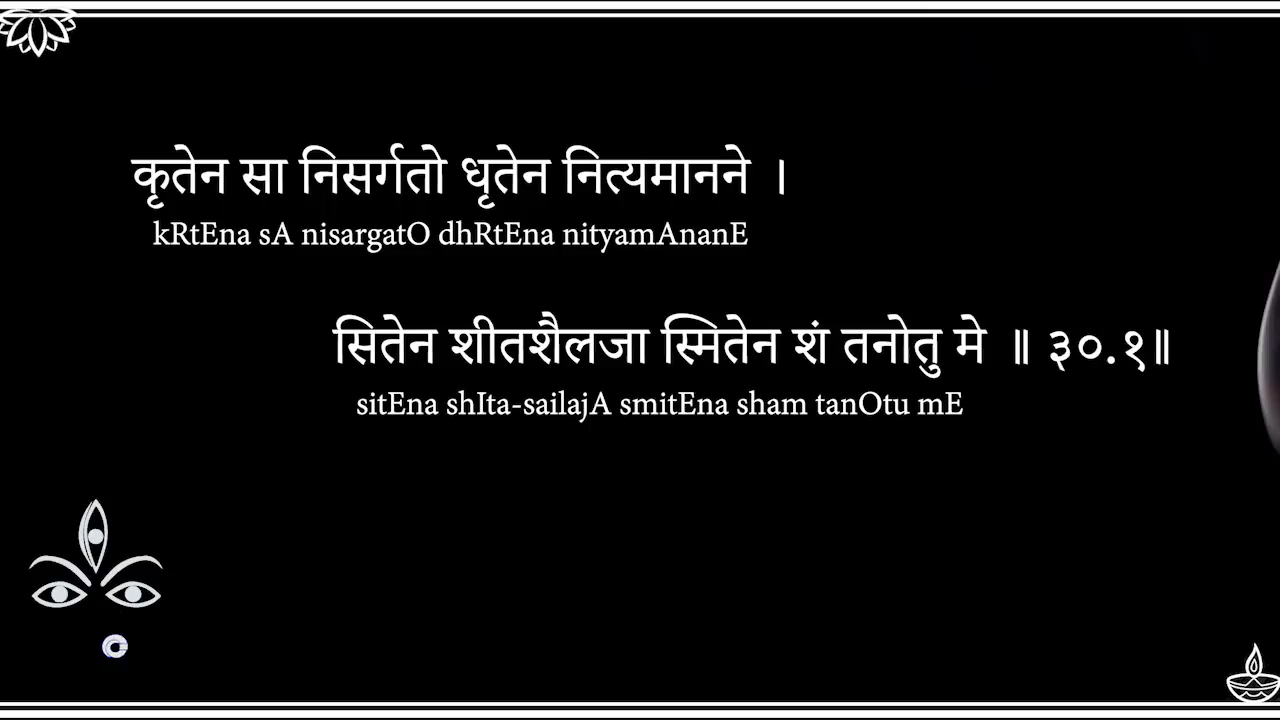 कृतेन सा निसर्गतो धृतेन नित्यमानने ।
kRtEna sA nisargatO dhRtEna nityamAnanE
सितेन शीतशैलजा स्मितेन शं तनोतु मे ॥ ३०.१॥
sitEna shIta-sailajA smitEna sham tanOtu mE